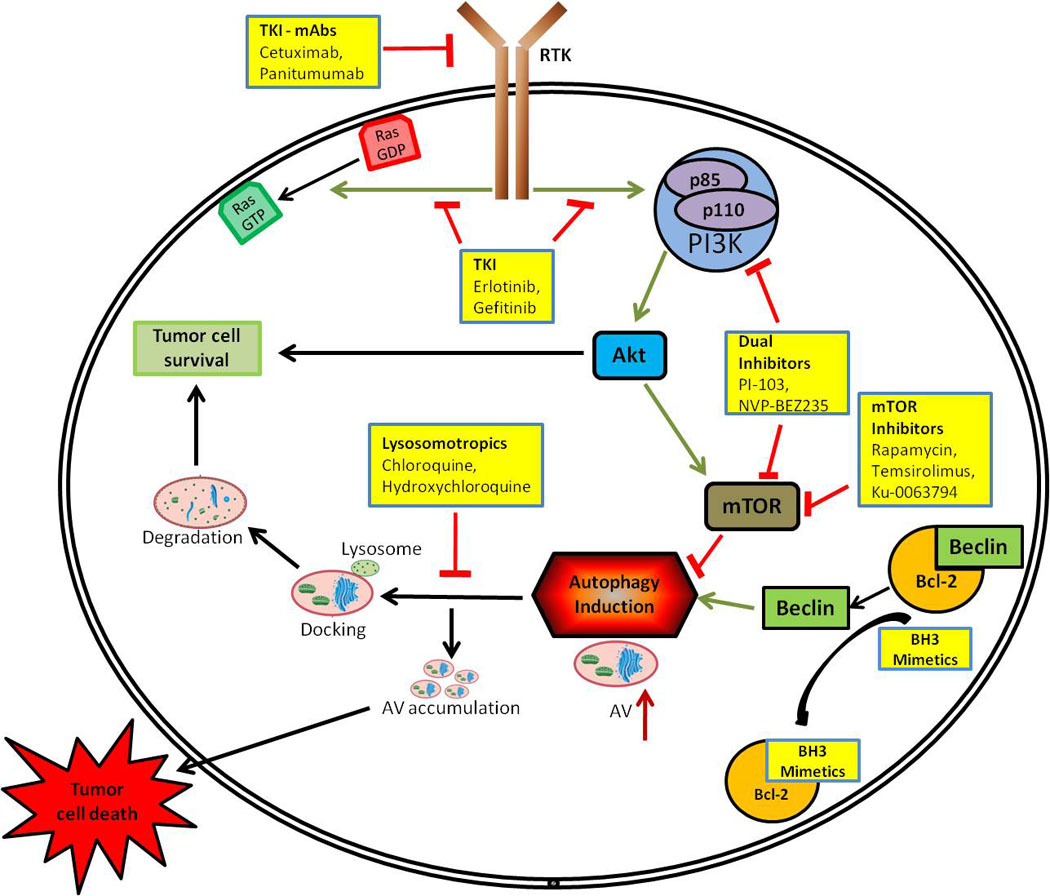 TKI - mAbs
Cetuximab,
Panitumumab
RTK
Ras
GDP
Ras
GTP
p85
p110
PI3K
TKI
Erlotinib,
Gefitinib
Tumor cell
survival
Akt
Dual
Inhibitors
PI-103,
NVP-BEZ235
mTOR
Inhibitors
Rapamycin,
Temsirolimus,
Ku-0063794
Lysosomotropics
Chloroquine,
Hydroxychloroquine
mTOR
Degradation
Lysosome
Docking
Autophagy
Induction
Beclin
Bcl-2
Beclin
BH3
Mimetics
AV accumulation
AV
BH3
Mimetics
Bcl-2
Tumor
cell death